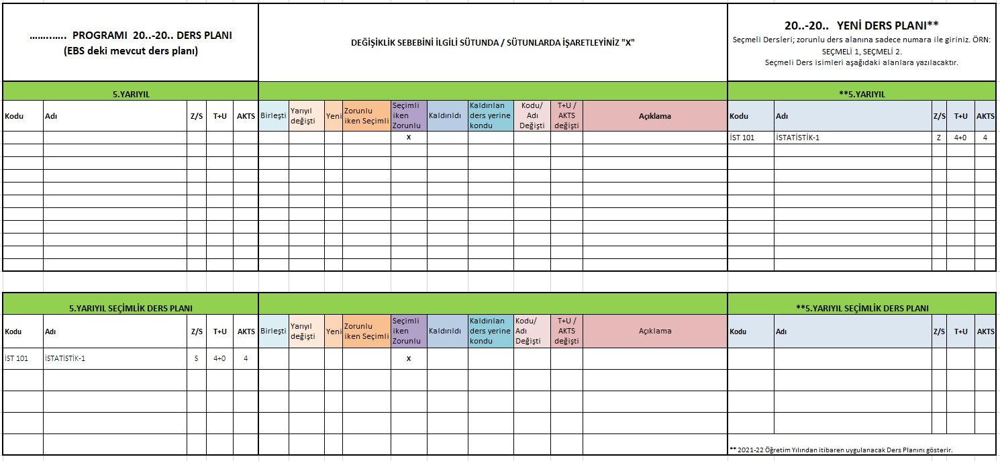 ……..…... PROGRAMI 20..-20.. DERS PLANI
(EBS deki mevcut ders planı)
DEĞİŞİKLİK SEBEBİNİ İLGİLİ SÜTUNDA / SÜTUNLARDA İŞARETLEYİNİZ "X"
20..-20.. YENİ DERS PLANI**
Seçmeli Dersleri; zorunlu ders alanına sadece numara ile giriniz. ÖRN:
SEÇMELİ 1, SEÇMELİ 2.
Seçmeli Ders isimleri aşağıdaki alanlara yazılacaktır.
5.YARIYIL
**5.YARIYIL
Kodu Adı Z/S T+U AKTS
Birleşti
Yarıyıl
değişti
Yeni
Zorunlu
iken Seçimli
Seçimli
iken
Zorunlu
Kaldırıldı
Kaldırılan
ders yerine
kondu
Kodu/
Adı
Değişti
T+U /
AKTS
değişti
Açıklama
Kodu Adı Z/S T+U AKTS
X İST 101 İSTATİSTİK-1 Z 4+0 4
5.YARIYIL SEÇİMLİK DERS PLANI
**5.YARIYIL SEÇİMLİK DERS PLANI
Kodu Adı Z/S T+U AKTS
Birleşti
Yarıyıl
değişti
Yeni
Zorunlu
iken Seçimli
Seçimli
iken
Zorunlu
Kaldırıldı
Kaldırılan
ders yerine
kondu
Kodu/
Adı
Değişti
T+U /
AKTS
değişti
Açıklama
Kodu Adı Z/S T+U AKTS
İST 101 İSTATİSTİK-1 S 4+0 4 X
** 2021-22 Öğretim Yılından itibaren uygulanacak Ders Planını gösterir.